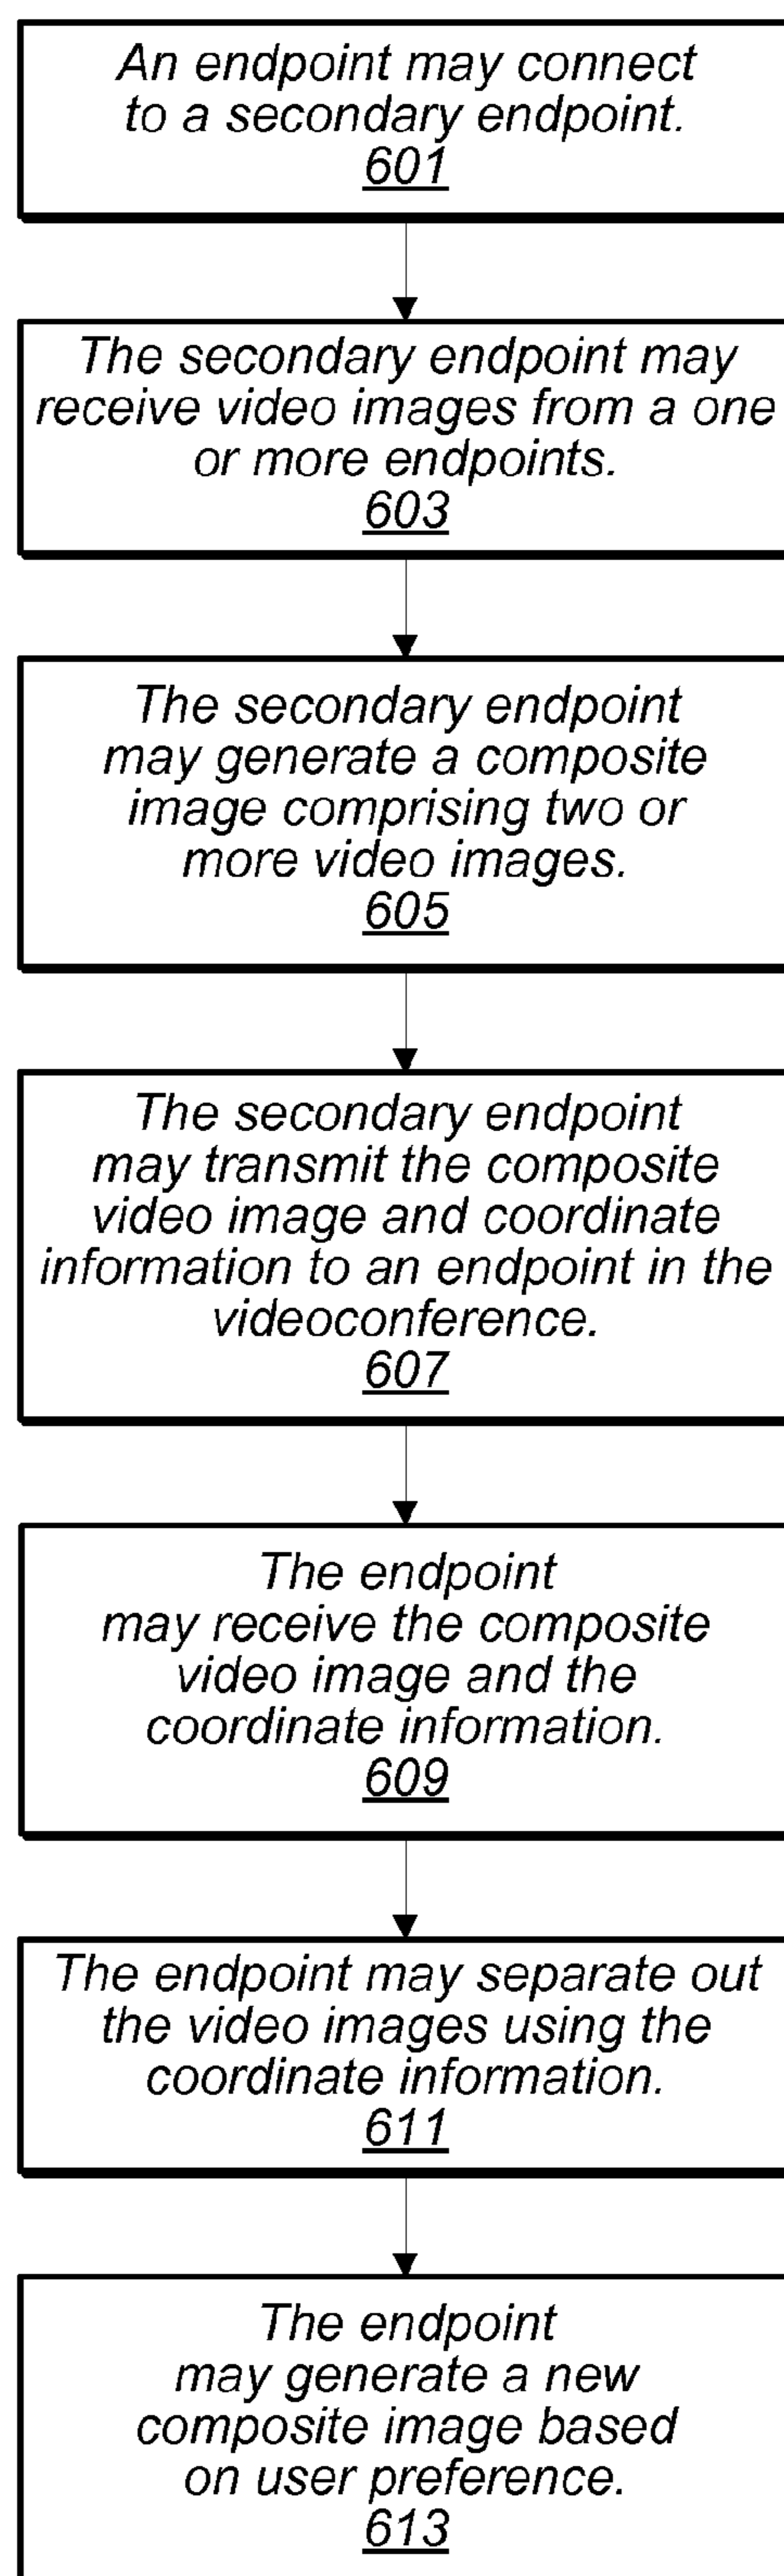 An endpoint may connect
to a secondary endpoint.
601
The secondary endpoint may
receive video images from a one
or more endpoints.
603
The secondary endpoint
may generate a composite
image comprising two or
more video images.
605
The secondary endpoint
may transmit the composite
video image and coordinate
information to an endpoint in the
videoconference.
607
The endpoint
may receive the composite
video image and the
coordinate information.
609
The endpoint may separate out
the video images using the
coordinate information.
611
The endpoint
may generate a new
composite image based
on user preference.
613